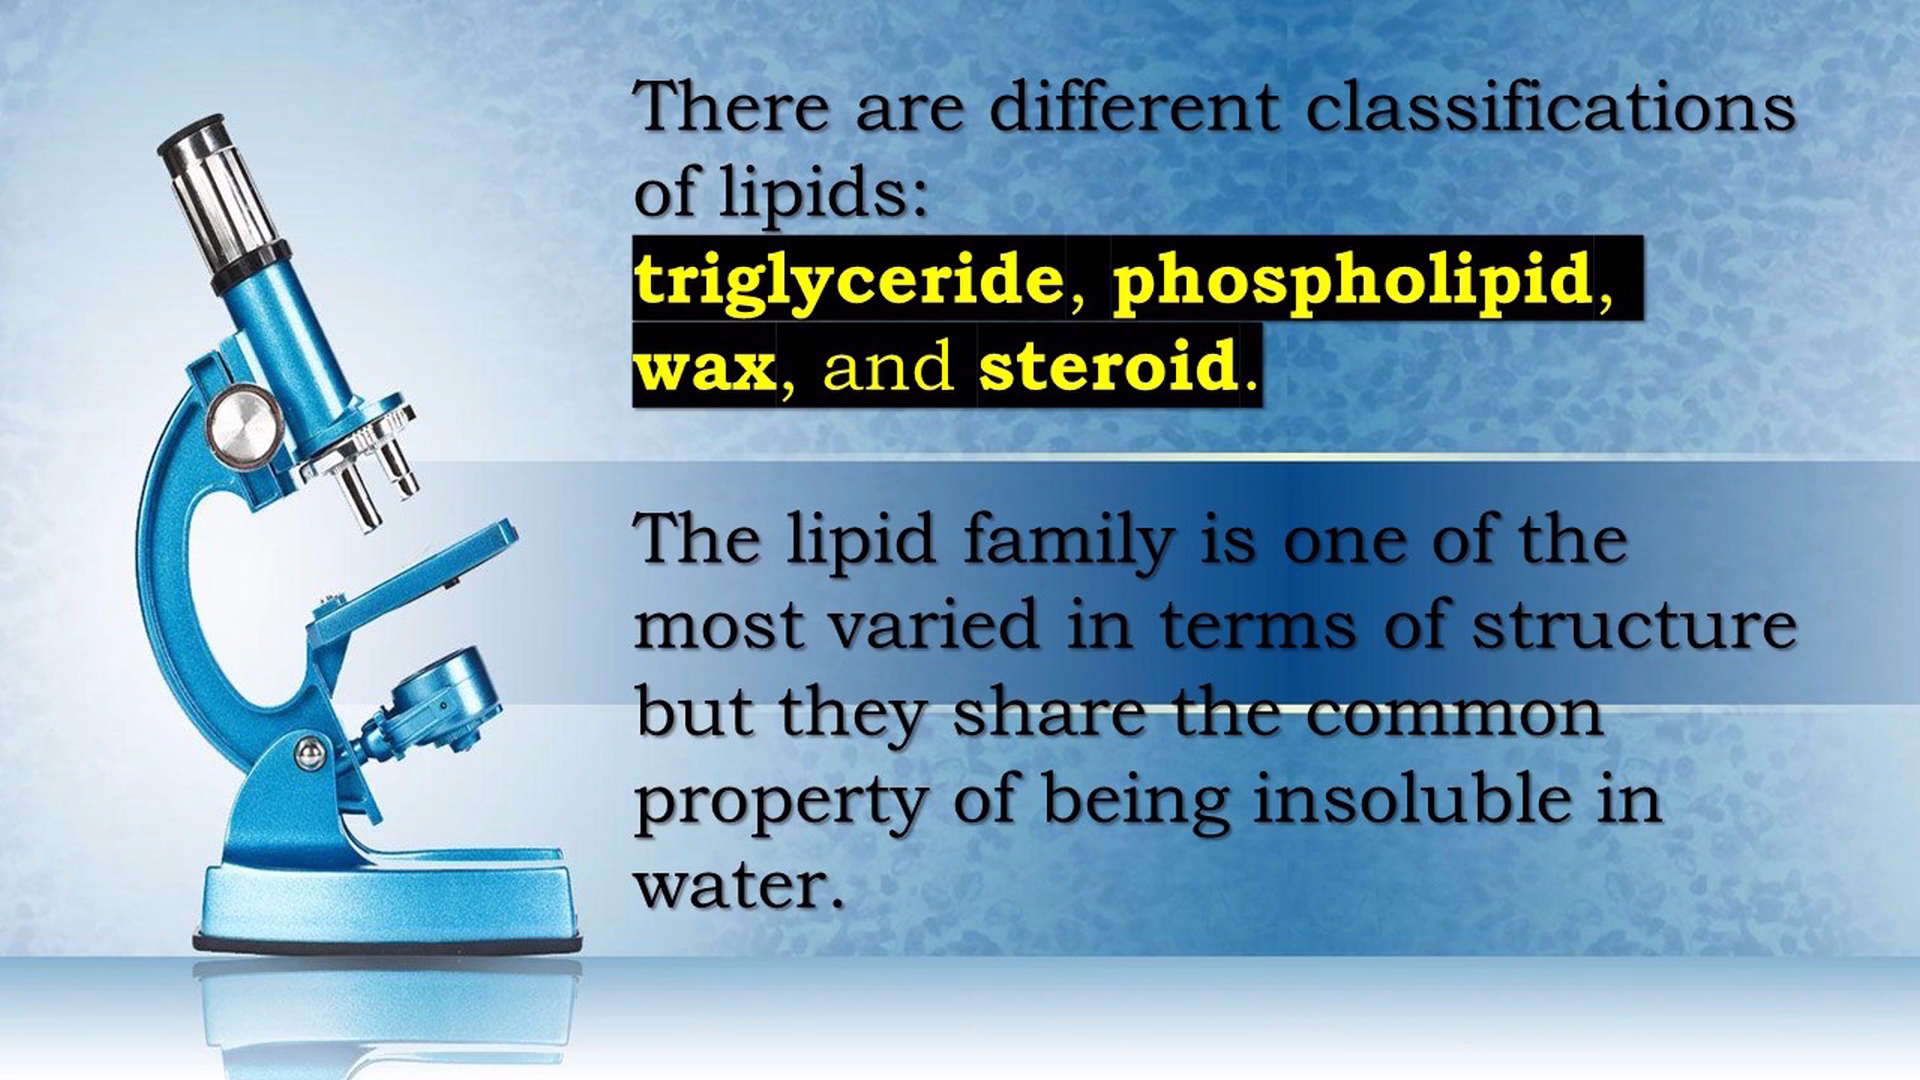 There are different classifications
of lipids:
triglyceride, phospholipid,
wax, and steroid.
The lipid family is one of the
most varied in terms of structure
but they share the common
property of being insoluble in
water.